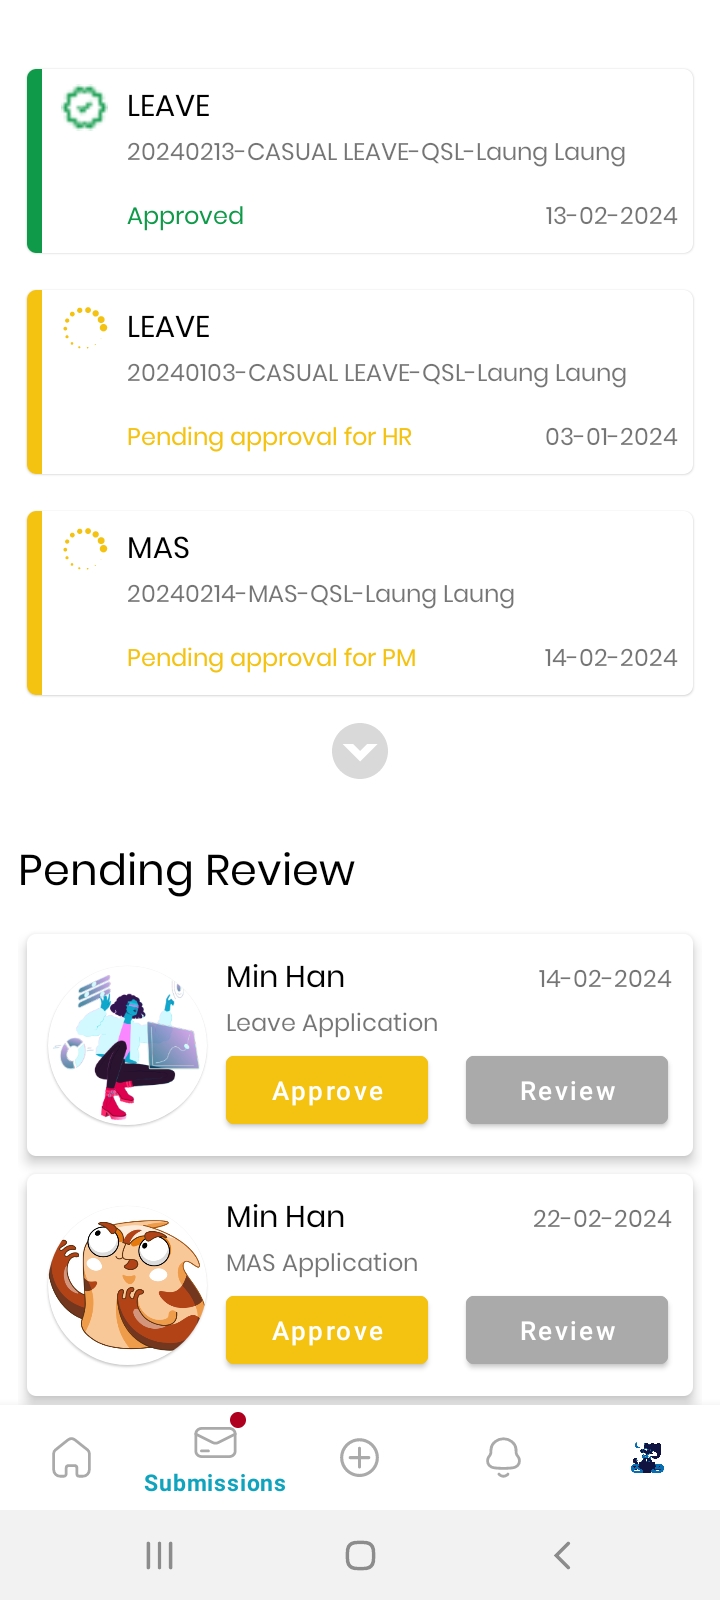 LEAVE
20240213-CASUAL LEAVE-QSL-Laung Laung
Approved 13-02-2024
LEAVE
20240103-CASUAL LEAVE-QSL-Laung Laung
Pending approval for HR 03-01-2024
MAS
20240214-MAS-QSL-Laung Laung
Pending approval for PM 14-02-2024
Pending Review
Min Han 14-02-2024
Leave Application
Approve Review
Min Han 22-02-2024
MAS Application
Approve Review
Submissions